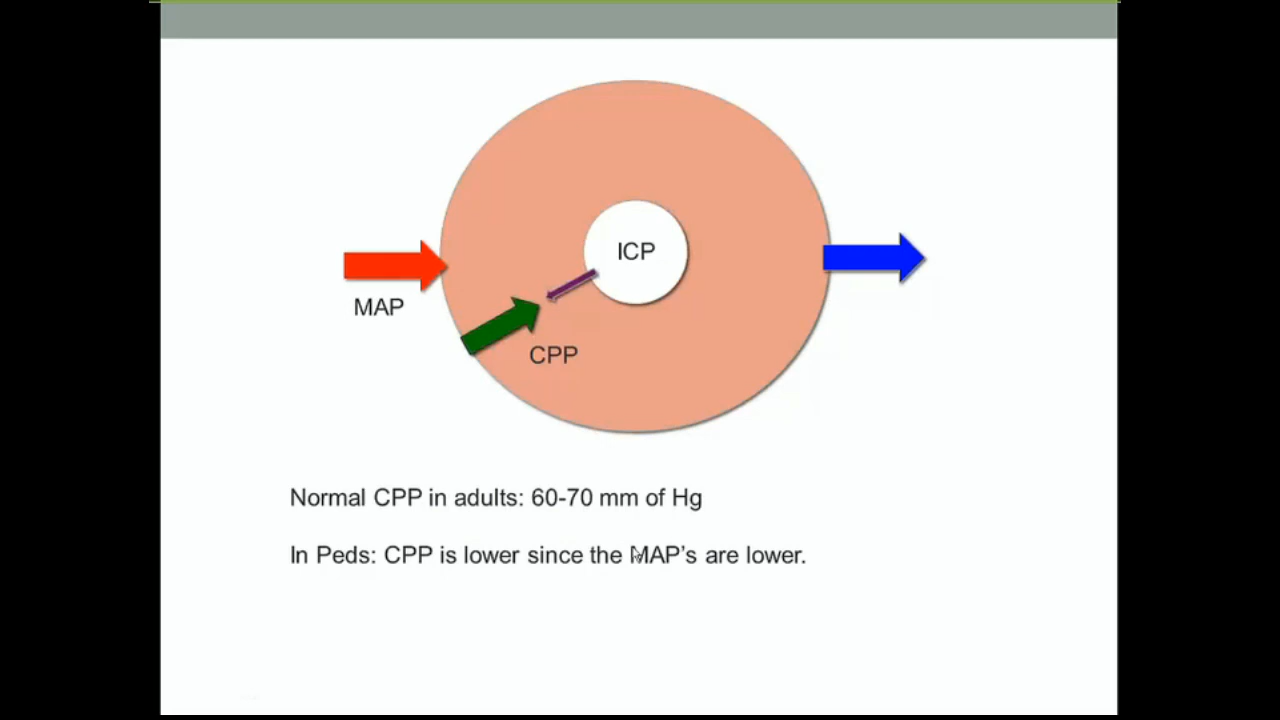 ICP
MAP
CPP
Normal CPP in adults: 60-70 mm of Hg
In Peds: CPP is lower since the MAP's are lower.